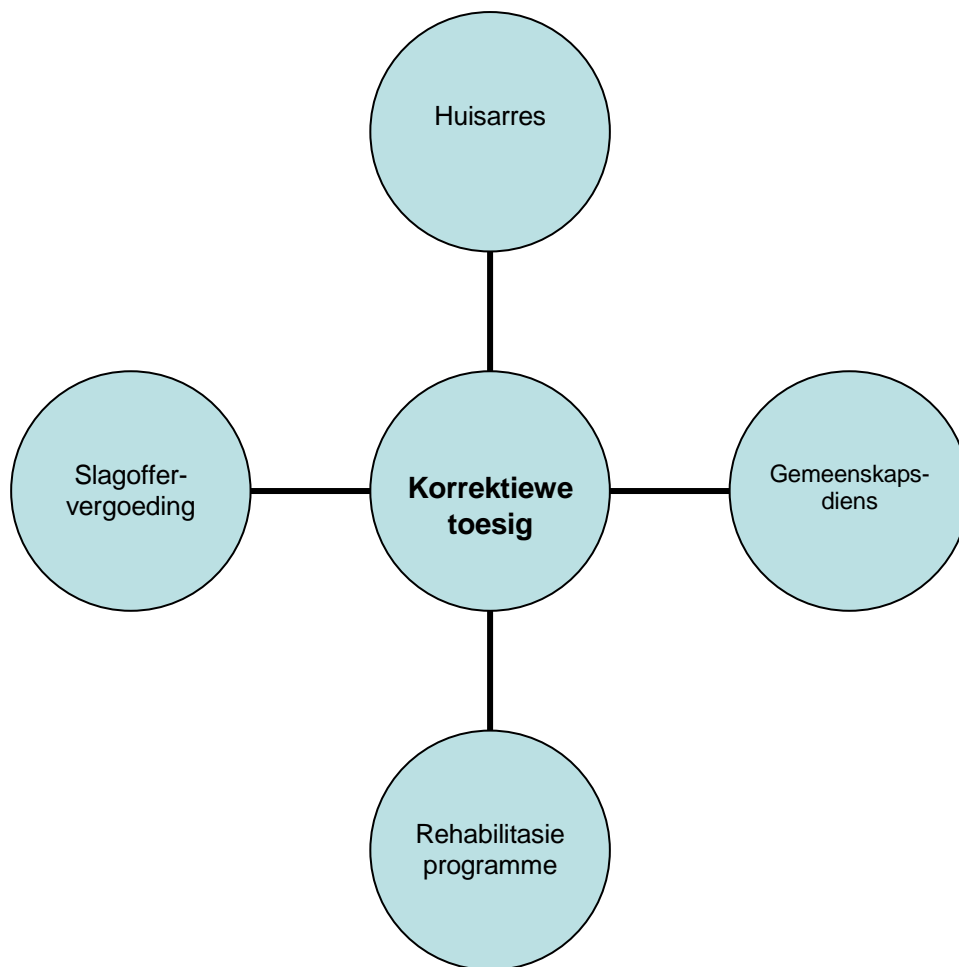 Huisarres
Slagoffer-
vergoeding
Korrektiewe
toesig
Gemeenskaps-
diens
Rehabilitasie
programme